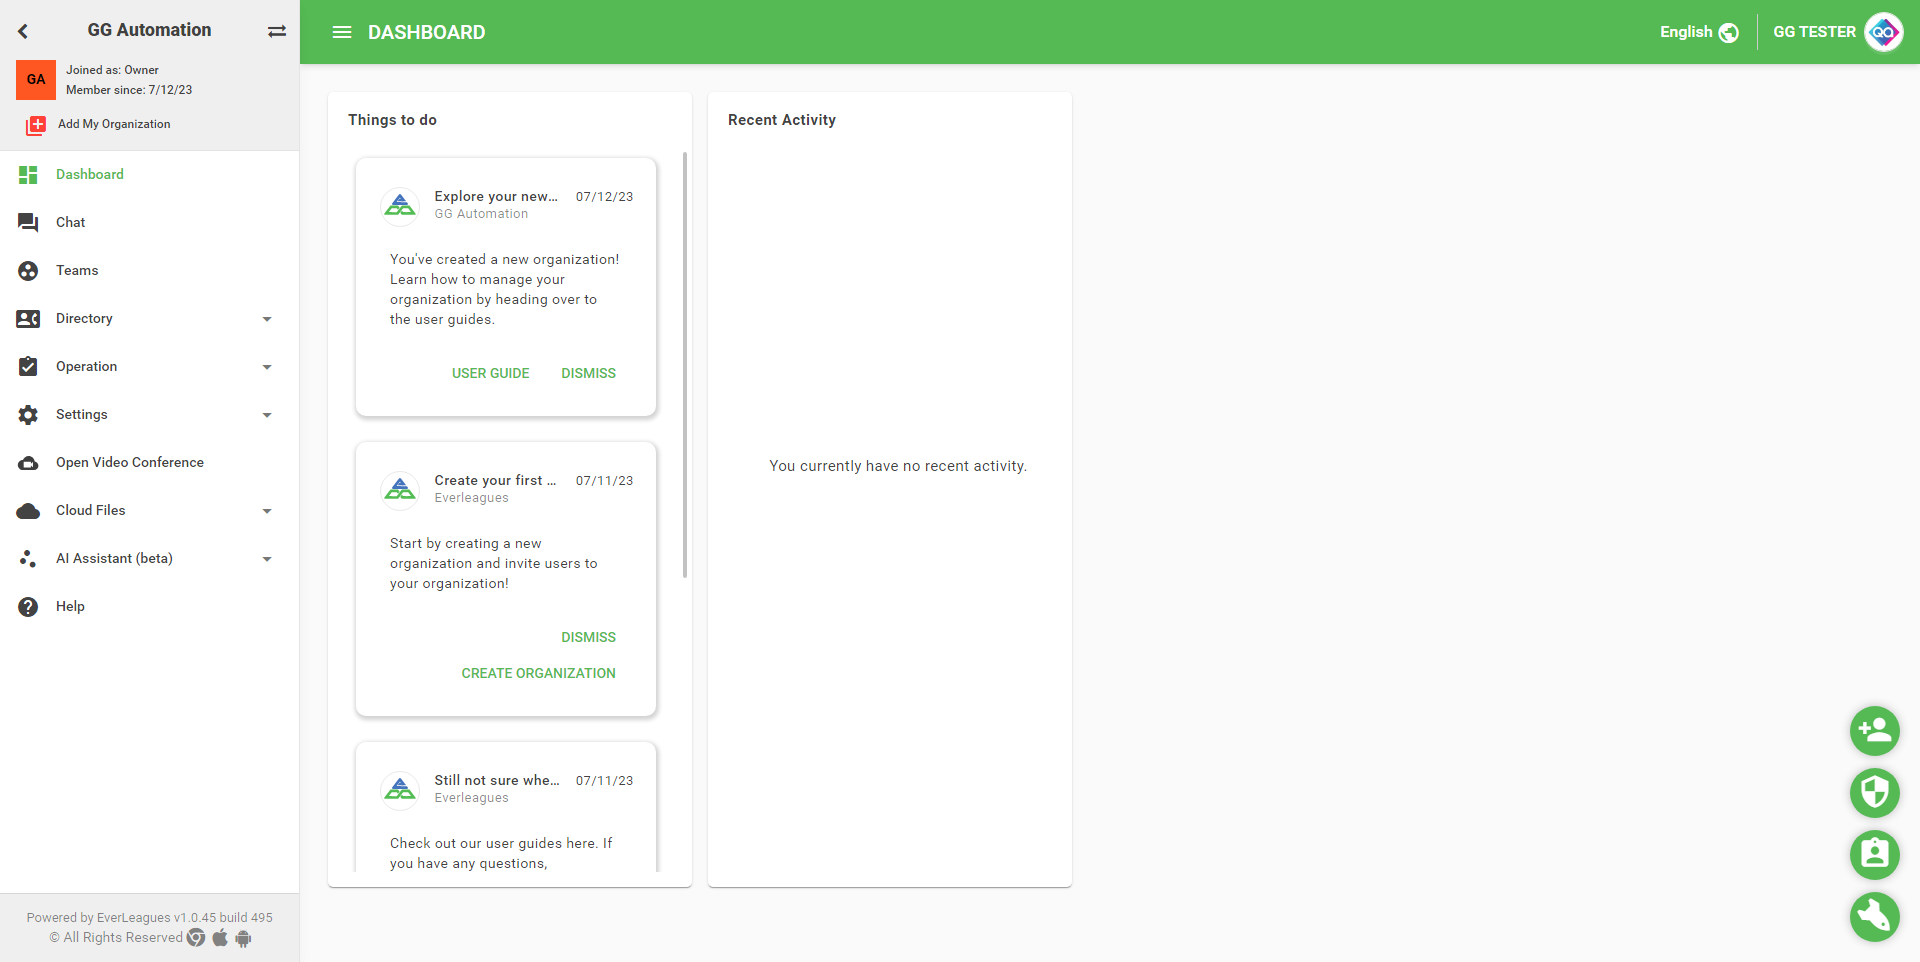 GG Automation
GA
Joined as: Owner
Member since: 7/12/23
Add My Organization
Dashboard
Chat
Teams
Directory
Operation
Settings
Open Video Conference
Cloud Files
AI Assistant (beta)
Help
Powered by EverLeagues v1.0.45 build 495
© All Rights Reserved
DASHBOARD
English
GG TESTER
QA
Things to do
Explore your new... 07/12/23
GG Automation
You've created a new organization!
Learn how to manage your
organization by heading over to
the user guides.
USER GUIDE DISMISS
Create your first ... 07/11/23
Everleagues
Start by creating a new
organization and invite users to
your organization!
DISMISS
CREATE ORGANIZATION
Still not sure whe... 07/11/23
Everleagues
Check out our user guides here. If
you have any questions,
Recent Activity
You currently have no recent activity.